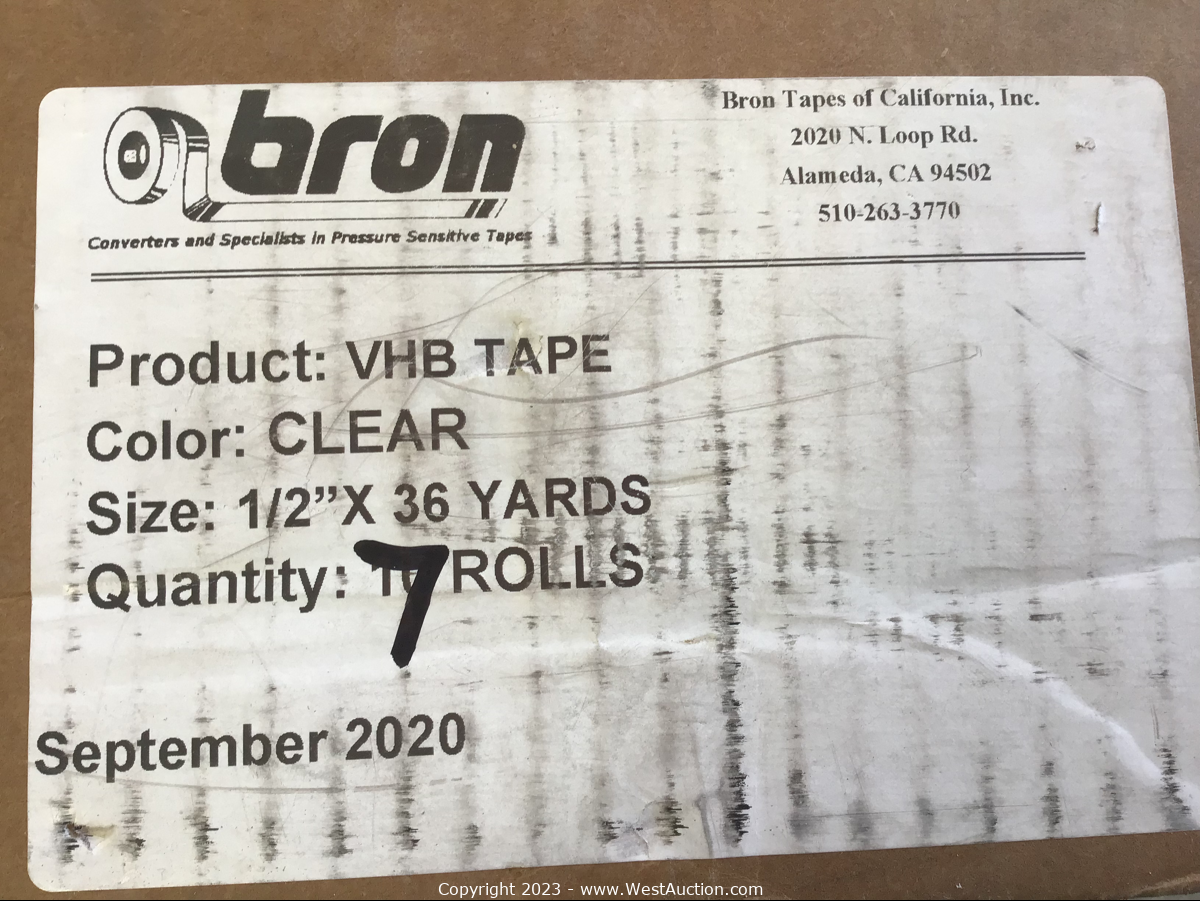 bron
Converters and Specialists in Pressure Sensitive Tapes
Bron Tapes of California, Inc.
2020 N. Loop Rd.
Alameda, CA 94502
510-263-3770
Product: VHB TAPE
Color: CLEAR
Size: 1/2”X 36 YARDS
Quantity: 7 ROLLS
September 2020
Copyright 2023 - www.WestAuction.com